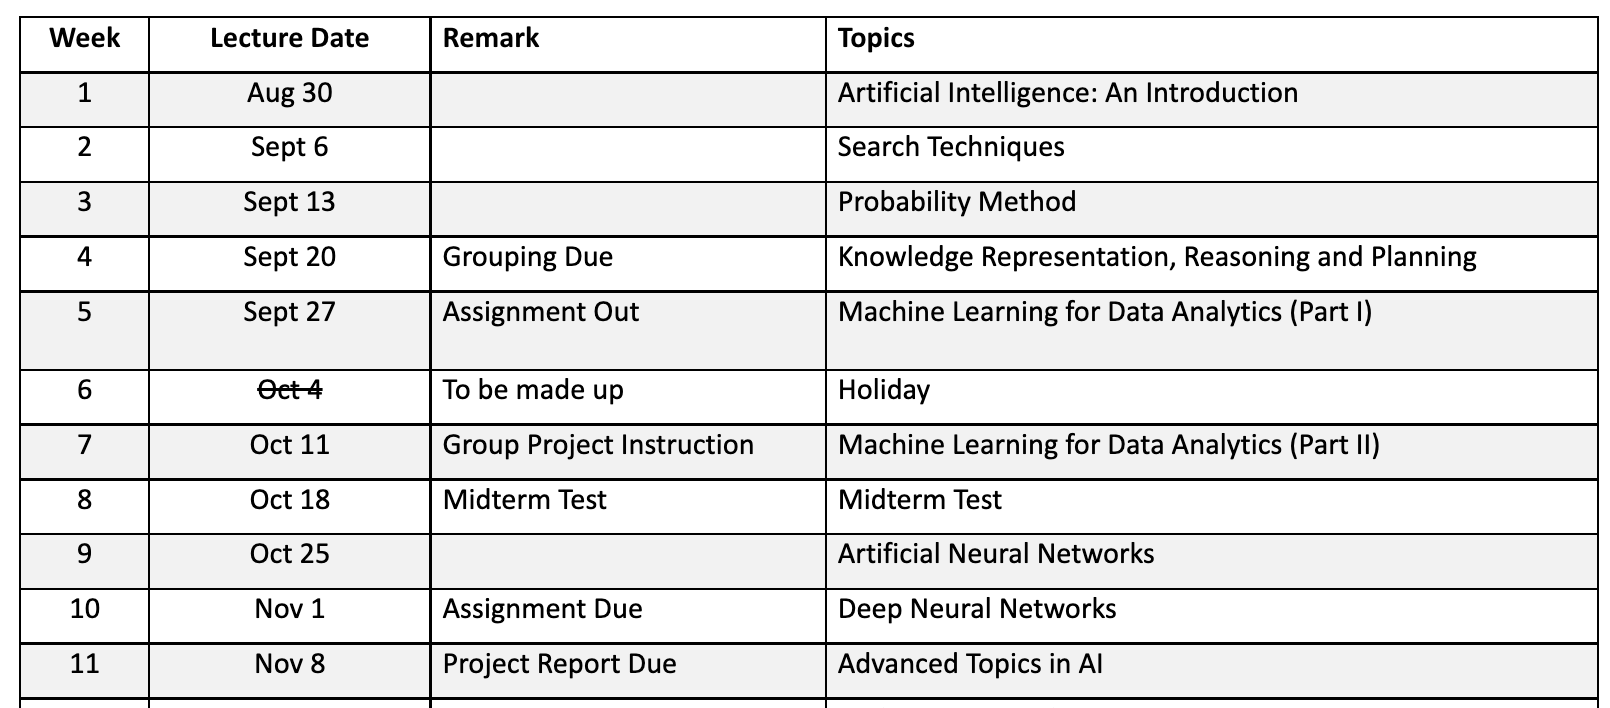 Week Lecture Date Remark Topics
1 Aug 30 Artificial Intelligence: An Introduction
2 Sept 6 Search Techniques
3 Sept 13 Probability Method
4 Sept 20 Grouping Due Knowledge Representation, Reasoning and Planning
5 Sept 27 Assignment Out Machine Learning for Data Analytics (Part I)
6 Oct 4 To be made up Holiday
7 Oct 11 Group Project Instruction Machine Learning for Data Analytics (Part II)
8 Oct 18 Midterm Test Midterm Test
9 Oct 25 Artificial Neural Networks
10 Nov 1 Assignment Due Deep Neural Networks
11 Nov 8 Project Report Due Advanced Topics in AI